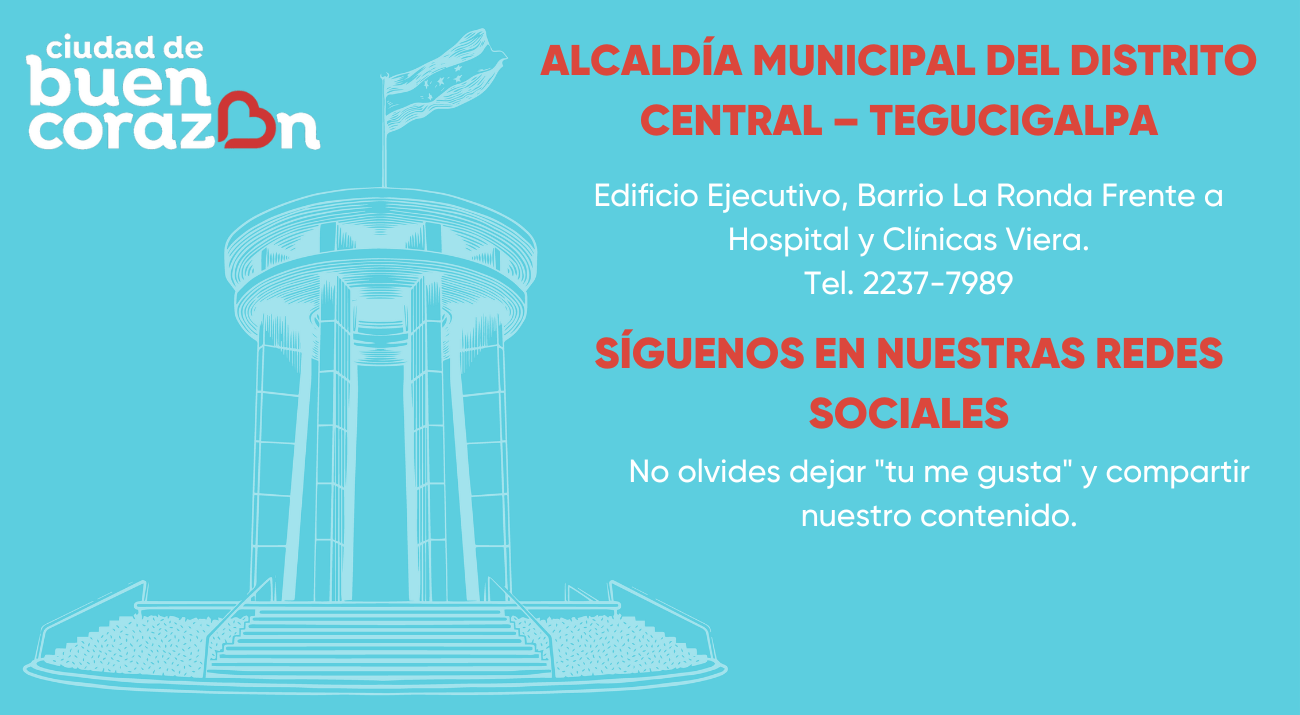 ciudad de
buen
corazón
ALCALDÍA MUNICIPAL DEL DISTRITO
CENTRAL – TEGUCIGALPA
Edificio Ejecutivo, Barrio La Ronda Frente a
Hospital y Clínicas Viera.
Tel. 2237-7989
SÍGUENOS EN NUESTRAS REDES
SOCIALES
No olvides dejar "tu me gusta" y compartir
nuestro contenido.